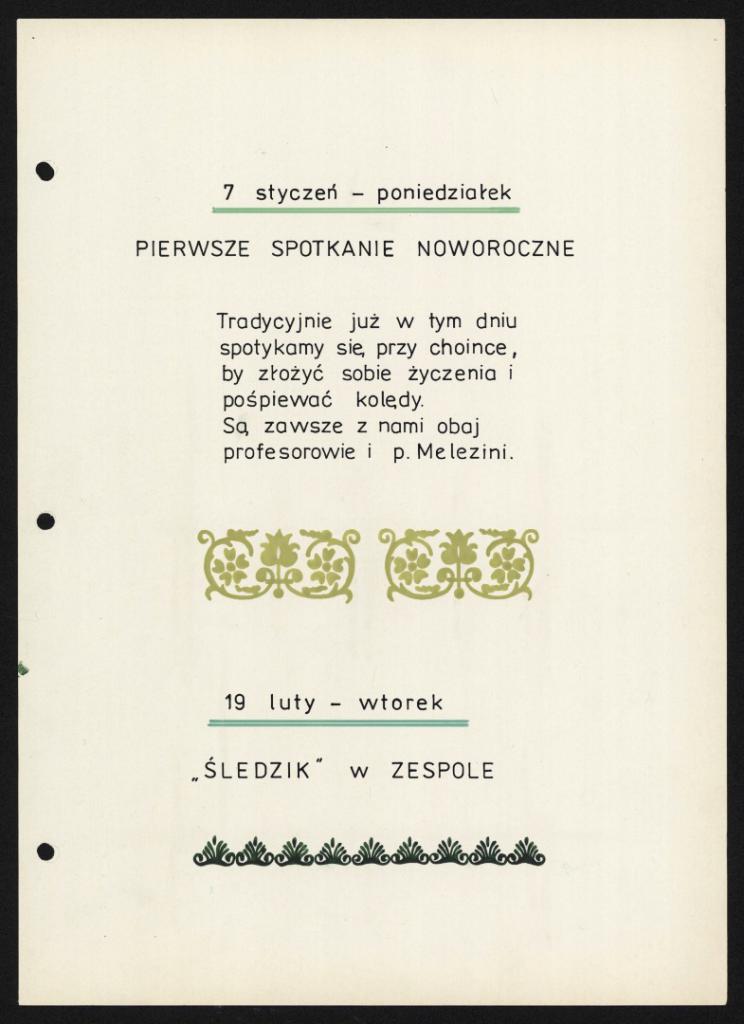 7 styczeń – poniedziałek
PIERWSZE SPOTKANIE NOWOROCZNE
Tradycyjnie już w tym dniu
spotykamy się przy choince,
by złożyć sobie życzenia i
pośpiewać kolędy.
Są zawsze z nami obaj
profesorowie i p. Melezini.
19 luty – wtorek
„ŚLEDZIK” w ZESPOLE